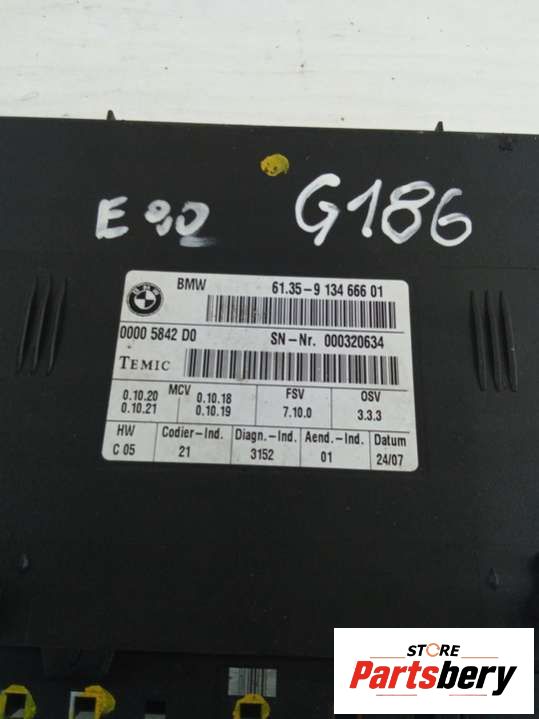 E 90 G186
BMW 61.35-9 134 666 01
0000 5842 D0 SN-Nr. 000320634
TEMIC
MCV FSV OSV
0.10.20 0.10.18
0.10.21 0.10.19 7.10.0 3.3.3
HW Codier-Ind. Diagn.-Ind. Aend.-Ind. Datum
C 05 21 3152 01 24/07
STORE
Partsbery